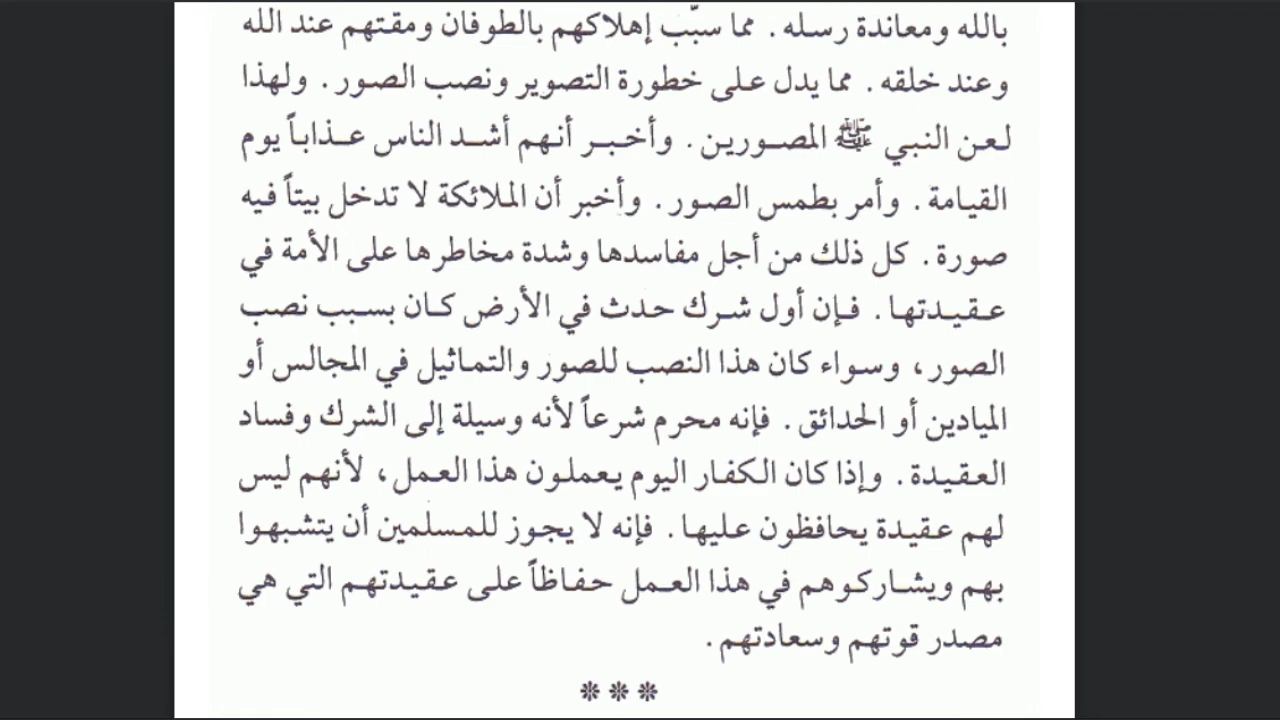 بالله ومعاندة رسله . مما سبّب إهلاكهم بالطوفان ومقتهم عند الله
وعند خلقه . مما يدل على خطورة التصوير ونصب الصور . ولهذا
لعن النبي ﷺ المصورين . وأخبر أنهم أشد الناس عذاباً يوم
القيامة . وأمر بطمس الصور . وأخبر أن الملائكة لا تدخل بيتاً فيه
صورة . كل ذلك من أجل مفاسدها وشدة مخاطرها على الأمة في
عقيدتها . فإن أول شرك حدث في الأرض كان بسبب نصب
الصور ، وسواء كان هذا النصب للصور والتماثيل في المجالس أو
الميادين أو الحدائق . فإنه محرم شرعاً لأنه وسيلة إلى الشرك وفساد
العقيدة . وإذا كان الكفار اليوم يعملون هذا العمل ، لأنهم ليس
لهم عقيدة يحافظون عليها . فإنه لا يجوز للمسلمين أن يتشبهوا
بهم ويشاركوهم في هذا العمل حفاظاً على عقيدتهم التي هي
مصدر قوتهم وسعادتهم .
* * *